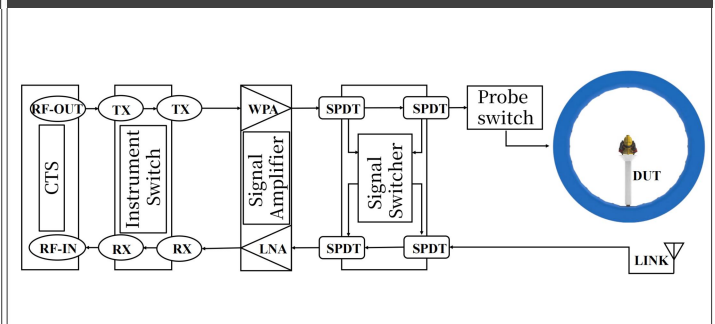 RF-OUT
TX
TX
WPA
SPDT
SPDT
Probe
switch
CTS
Instrument
Switch
Signal
Amplifier
Signal
Switcher
DUT
RF-IN
RX
RX
LNA
SPDT
SPDT
LINK